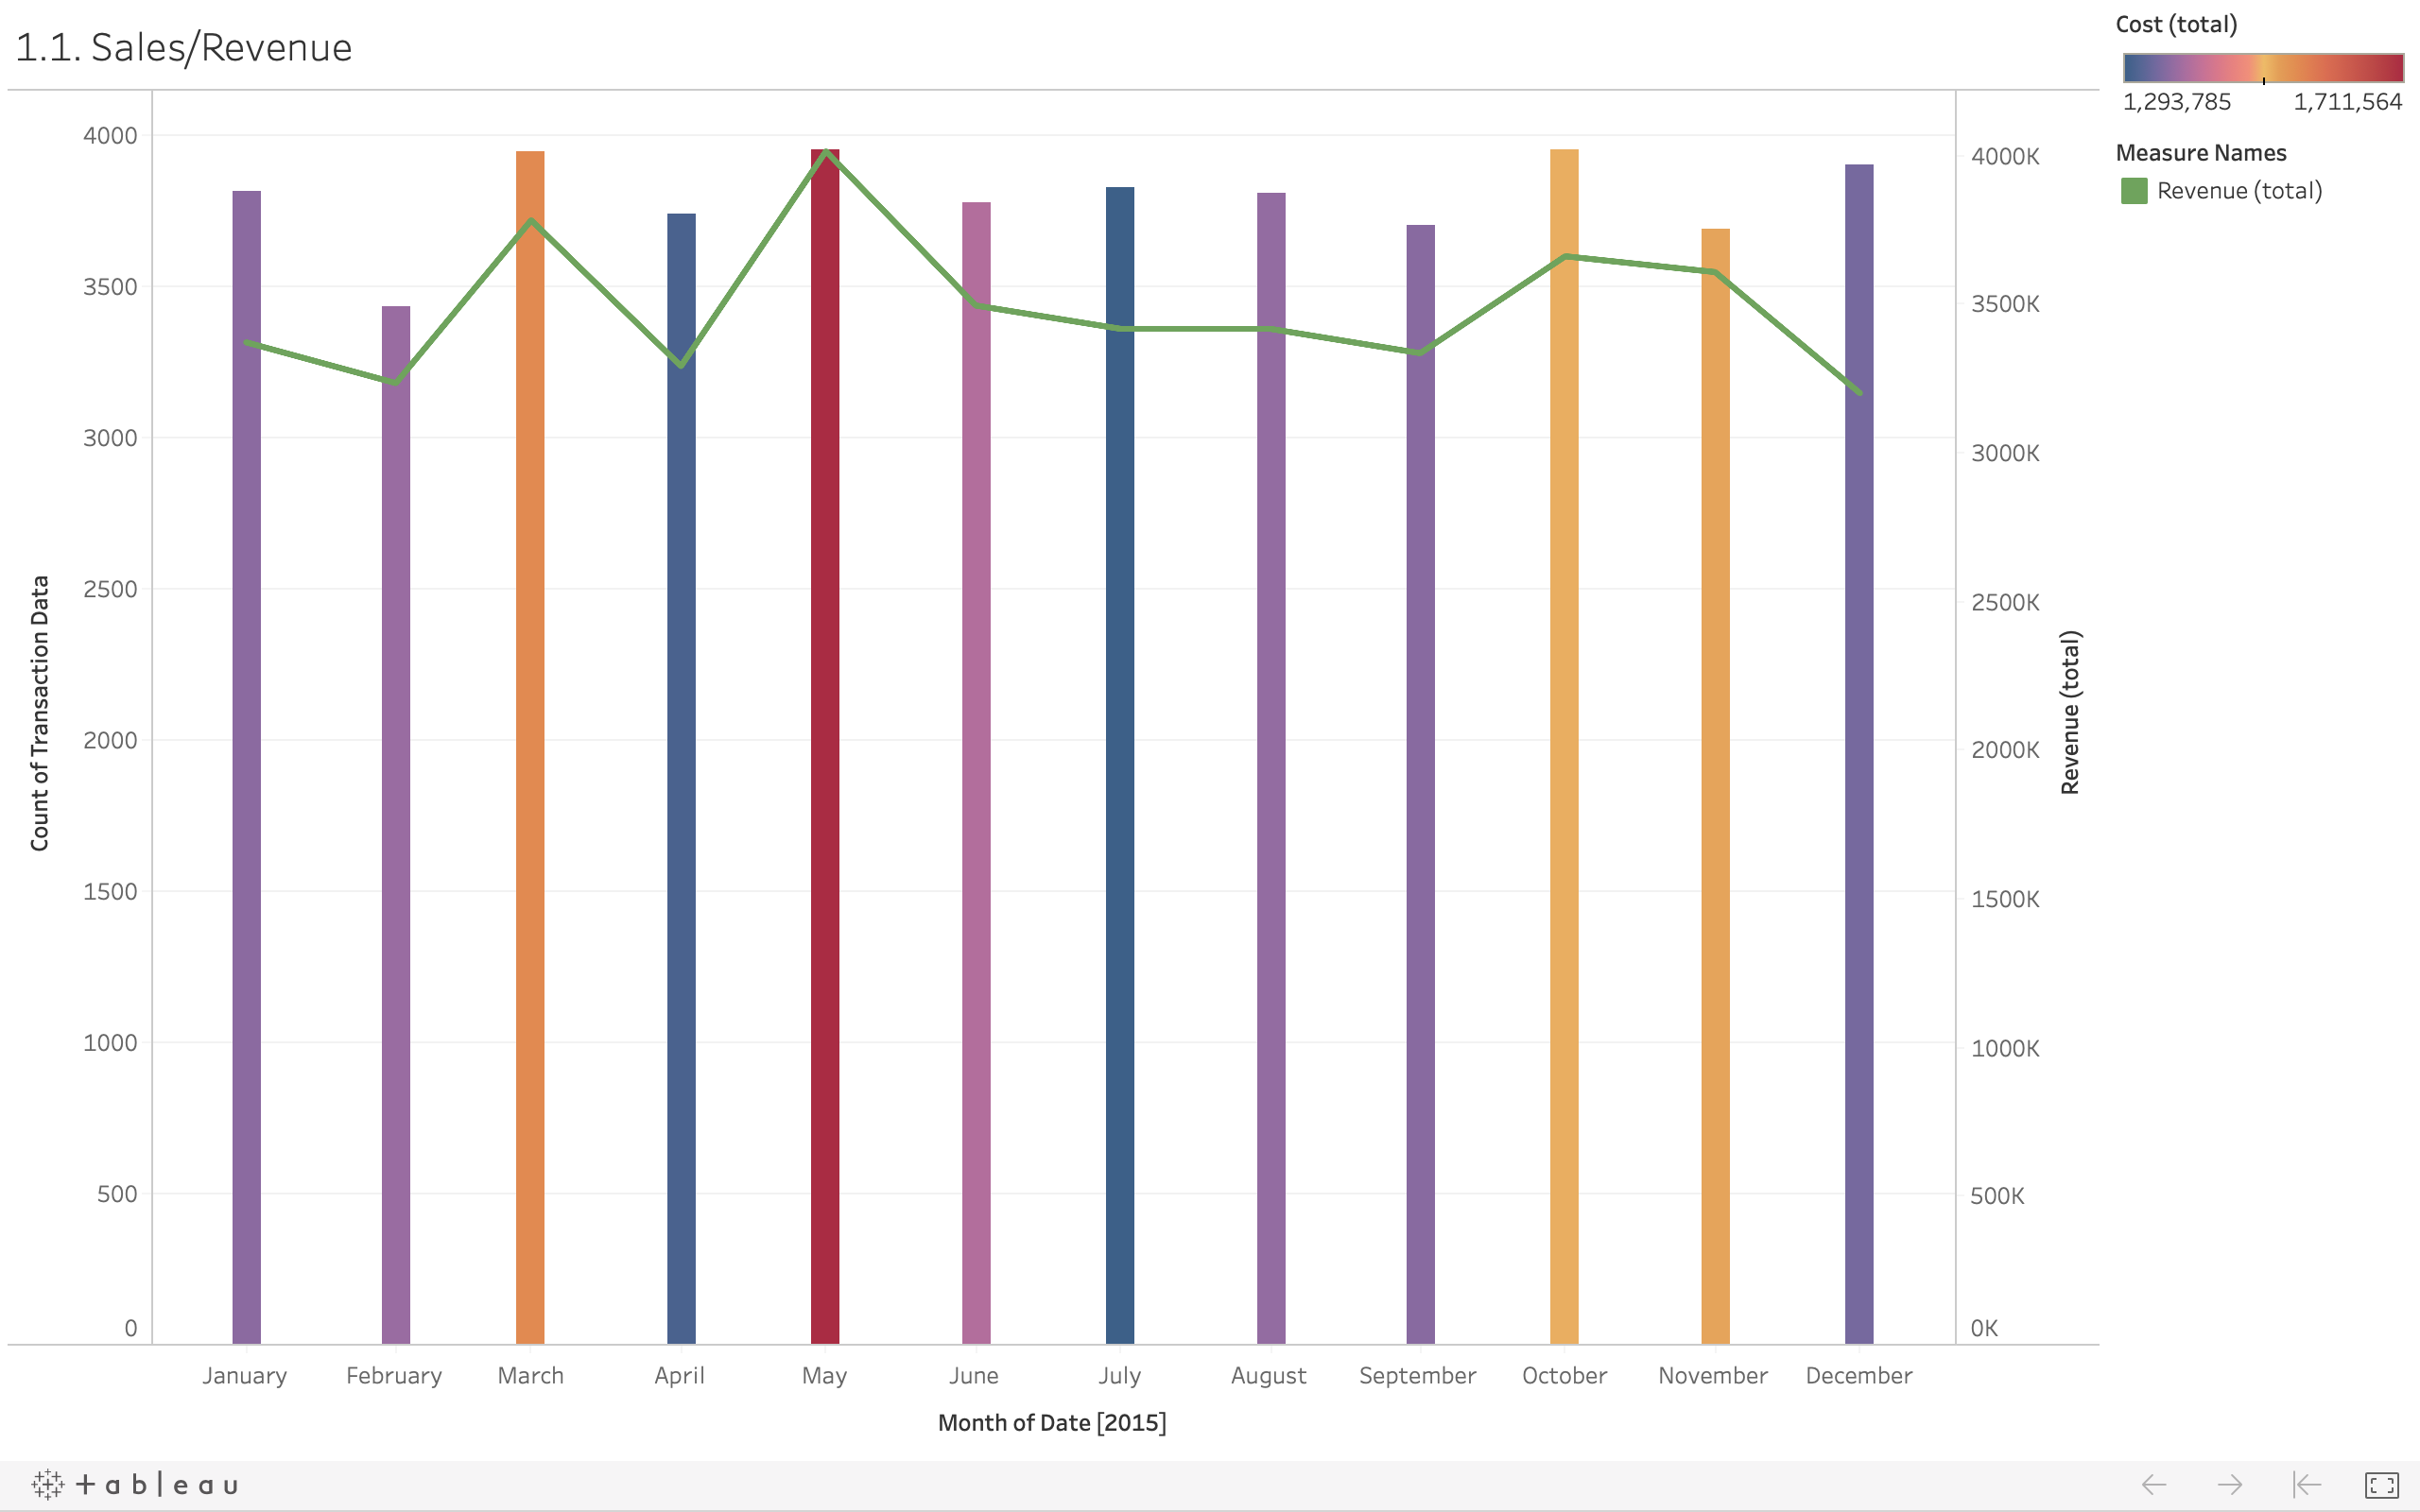 1.1. Sales/Revenue
Cost (total)
1,293,785 1,711,564
Measure Names
Revenue (total)
Count of Transaction Data
4000
3500
3000
2500
2000
1500
1000
500
0
4000K
3500K
3000K
2500K
2000K
1500K
1000K
500K
0K
Revenue (total)
January February March April May June July August September October November December
Month of Date [2015]
+ableau